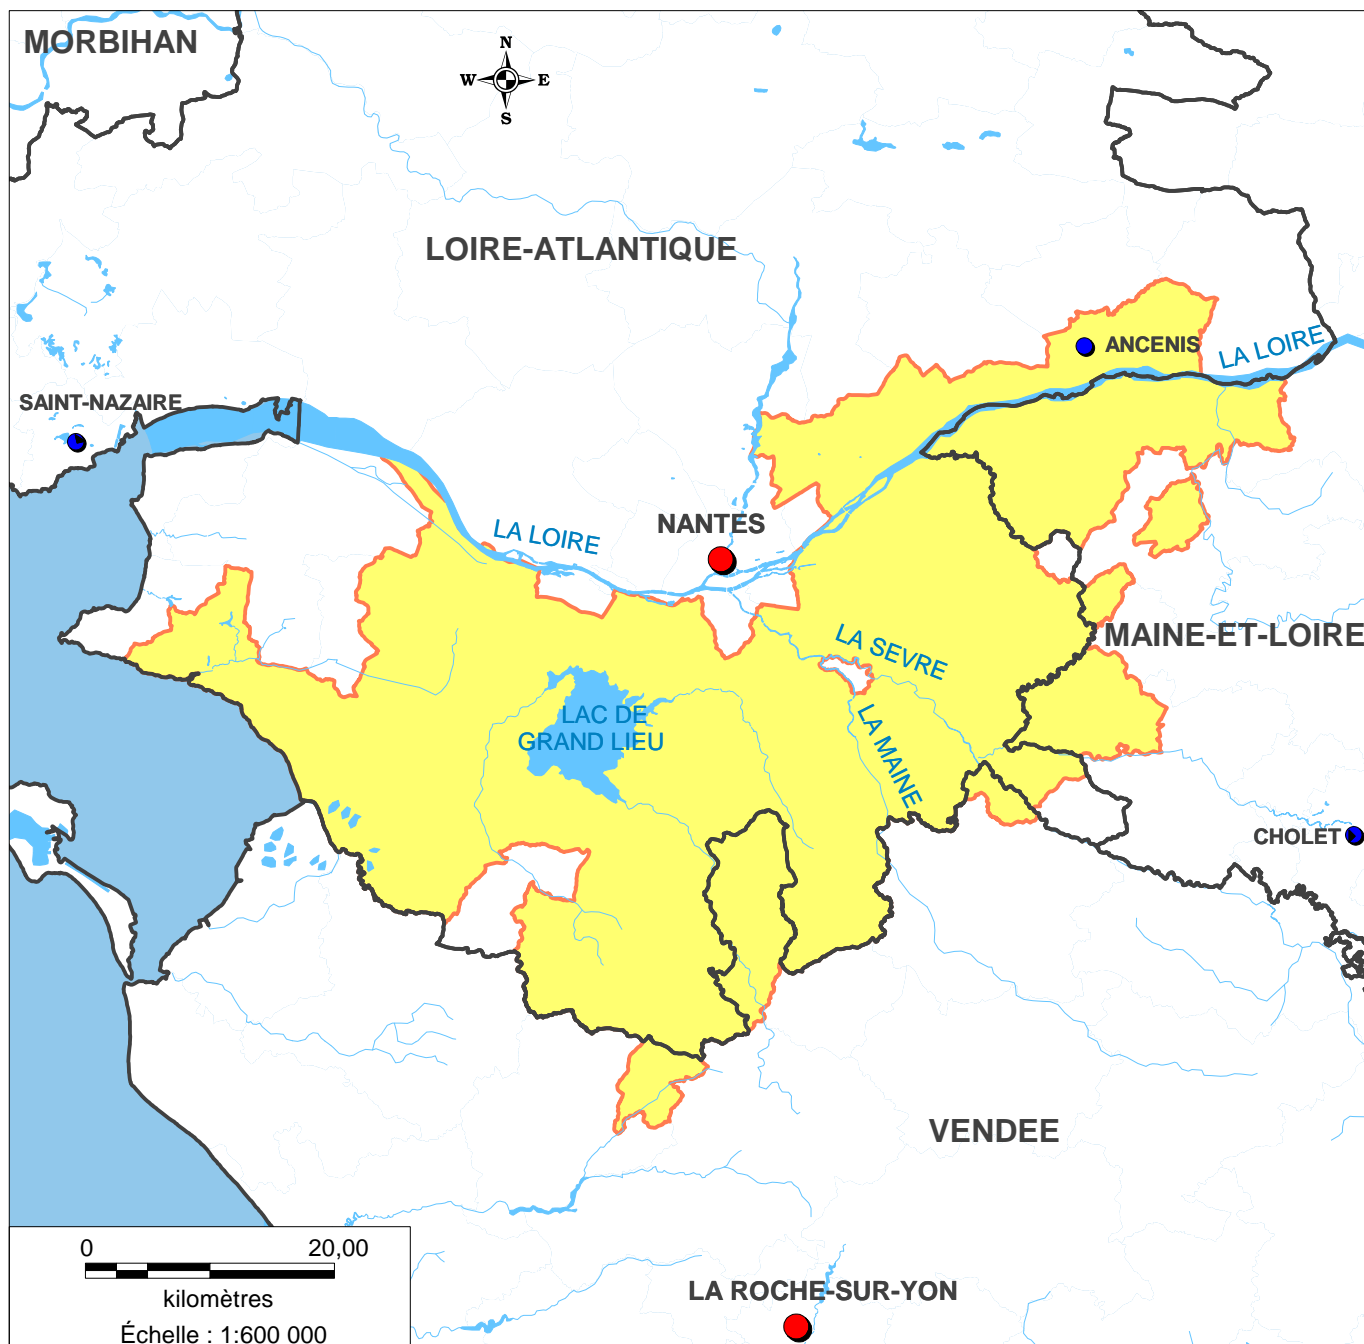 MORBIHAN
N
W E
S
LOIRE-ATLANTIQUE
ANCENIS
LA LOIRE
SAINT-NAZAIRE
NANTES
LA LOIRE
LA SEVRE
MAINE-ET-LOIRE
LAC DE
GRAND LIEU
LA MAINE
CHOLET
VENDEE
0 20,00
kilomètres
Échelle : 1:600 000
LA ROCHE-SUR-YON